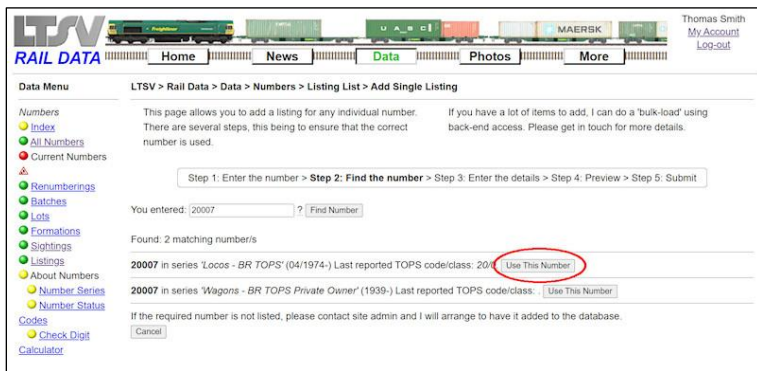 LTSV
RAIL DATA
Freightliner
U A S C
MAERSK
Thomas Smith
My Account
Log-out
Home
News
Data
Photos
More
Data Menu
Numbers
Index
All Numbers
Current Numbers
Renumberings
Batches
Lots
Formations
Sightings
Listings
About Numbers
Number Series
Number Status
Codes
Check Digit
Calculator
LTSV > Rail Data > Data > Numbers > Listing List > Add Single Listing
This page allows you to add a listing for any individual number.
There are several steps, this being to ensure that the correct
number is used.
If you have a lot of items to add, I can do a 'bulk-load' using
back-end access. Please get in touch for more details.
Step 1: Enter the number > Step 2: Find the number > Step 3: Enter the details > Step 4: Preview > Step 5: Submit
You entered: 20007 ? Find Number
Found: 2 matching number/s
20007 in series 'Locos - BR TOPS' (04/1974-) Last reported TOPS code/class: 20/0. Use This Number
20007 in series 'Wagons - BR TOPS Private Owner' (1939-) Last reported TOPS code/class: . Use This Number
If the required number is not listed, please contact site admin and I will arrange to have it added to the database.
Cancel